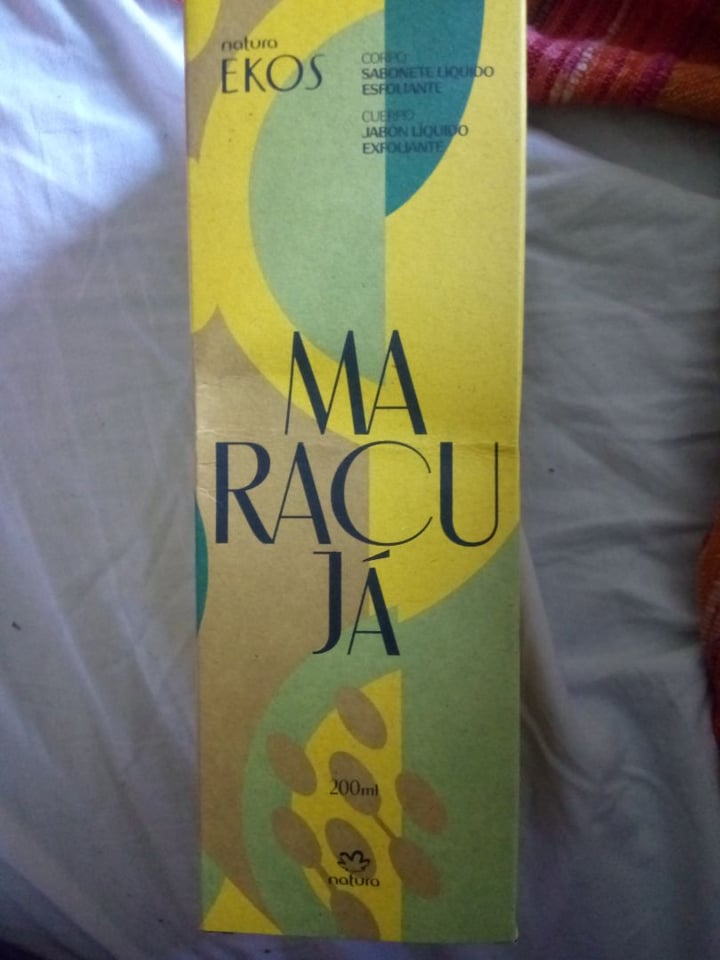 natura
EKOS
CORPO
SABONETE LÍQUIDO
ESFOLIANTE
CUERPO
JABÓN LÍQUIDO
EXFOLIANTE
MA
RACU
JÁ
200ml
natura